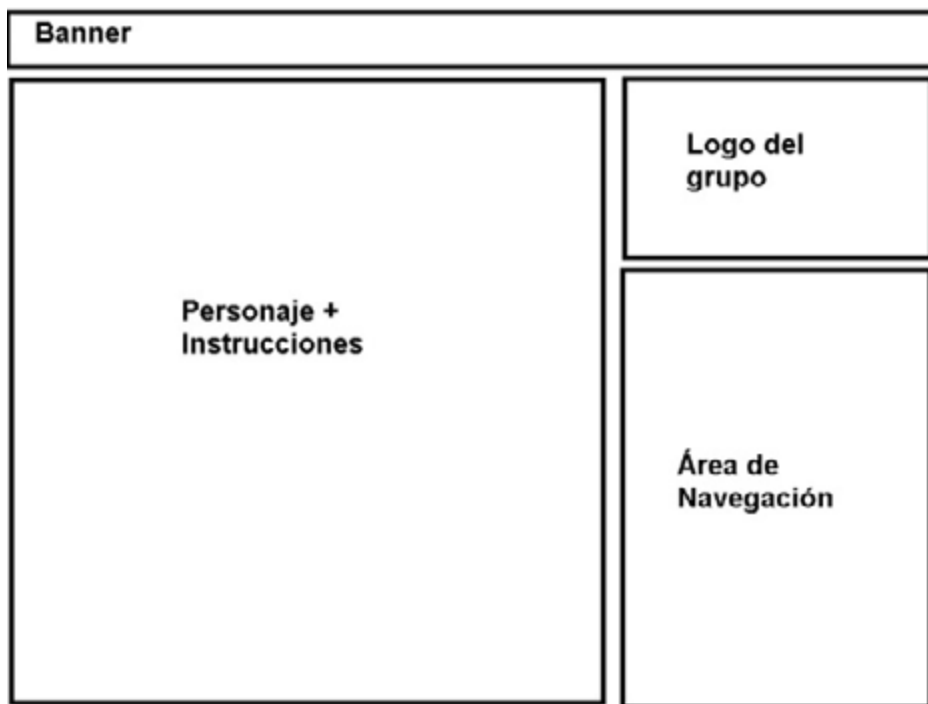 Banner
Logo del
grupo
Personaje +
Instrucciones
Área de
Navegación